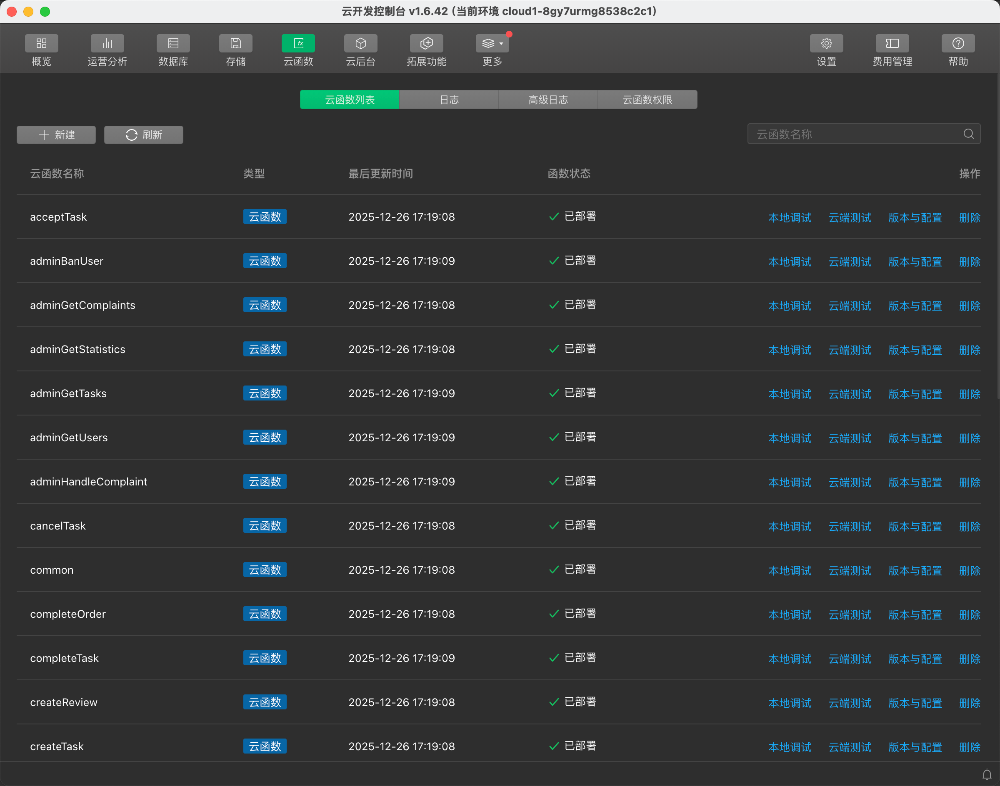 云开发控制台 v1.6.42 (当前环境 cloud1-8gy7urmg8538c2c1)
概览 运营分析 数据库 存储 云函数 云后台 拓展功能 更多 设置 费用管理 帮助
云函数列表 日志 高级日志 云函数权限
新建 刷新 云函数名称
云函数名称 类型 最后更新时间 函数状态 操作
acceptTask 云函数 2025-12-26 17:19:08 已部署 本地调试 云端测试 版本与配置 删除
adminBanUser 云函数 2025-12-26 17:19:09 已部署 本地调试 云端测试 版本与配置 删除
adminGetComplaints 云函数 2025-12-26 17:19:08 已部署 本地调试 云端测试 版本与配置 删除
adminGetStatistics 云函数 2025-12-26 17:19:08 已部署 本地调试 云端测试 版本与配置 删除
adminGetTasks 云函数 2025-12-26 17:19:09 已部署 本地调试 云端测试 版本与配置 删除
adminGetUsers 云函数 2025-12-26 17:19:09 已部署 本地调试 云端测试 版本与配置 删除
adminHandleComplaint 云函数 2025-12-26 17:19:09 已部署 本地调试 云端测试 版本与配置 删除
cancelTask 云函数 2025-12-26 17:19:08 已部署 本地调试 云端测试 版本与配置 删除
common 云函数 2025-12-26 17:19:08 已部署 本地调试 云端测试 版本与配置 删除
completeOrder 云函数 2025-12-26 17:19:08 已部署 本地调试 云端测试 版本与配置 删除
completeTask 云函数 2025-12-26 17:19:09 已部署 本地调试 云端测试 版本与配置 删除
createReview 云函数 2025-12-26 17:19:08 已部署 本地调试 云端测试 版本与配置 删除
createTask 云函数 2025-12-26 17:19:08 已部署 本地调试 云端测试 版本与配置 删除